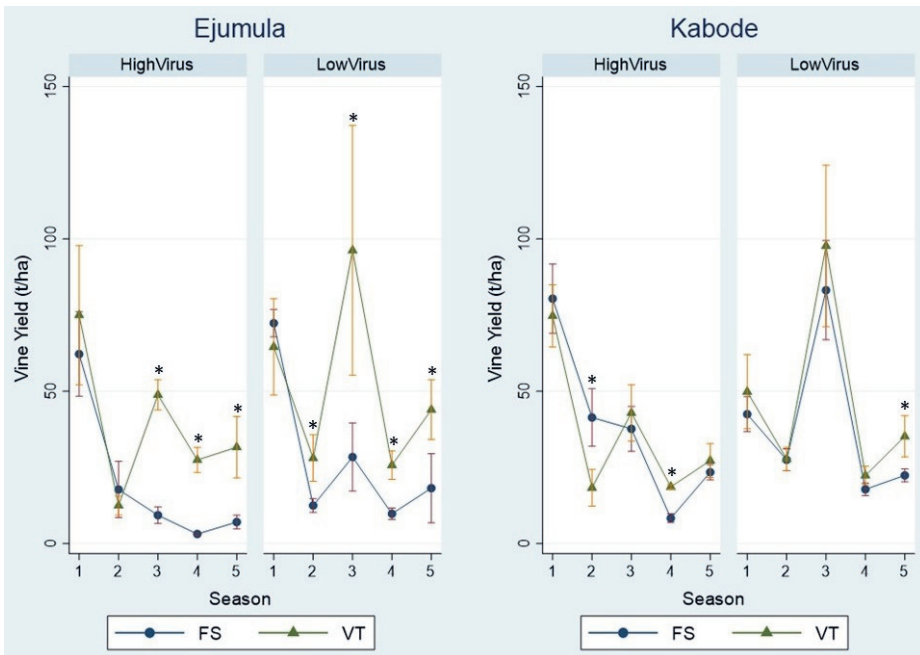 Ejumula
Kabode
HighVirus
LowVirus
HighVirus
LowVirus
Vine Yield (t/ha)
150
100
50
0
*
*
*
*
*
*
*
1 2 3 4 5
1 2 3 4 5
Season
FS VT
Vine Yield (t/ha)
150
100
50
0
*
*
*
1 2 3 4 5
1 2 3 4 5
Season
FS VT